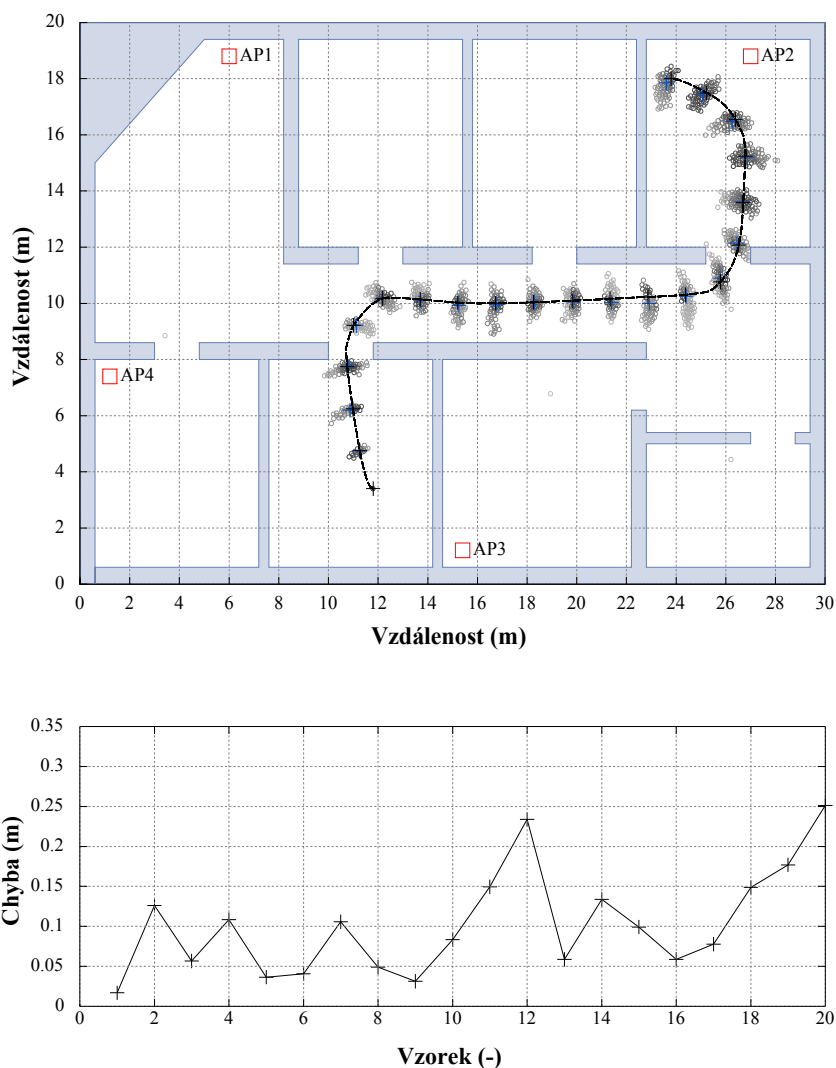 20
18
16
14
12
10
8
6
4
2
0
Vzdálenost (m)
AP1
AP2
AP4
AP3
0 2 4 6 8 10 12 14 16 18 20 22 24 26 28 30
Vzdálenost (m)
0.35
0.3
0.25
0.2
0.15
0.1
0.05
0
Chyba (m)
0 2 4 6 8 10 12 14 16 18 20
Vzorek (-)